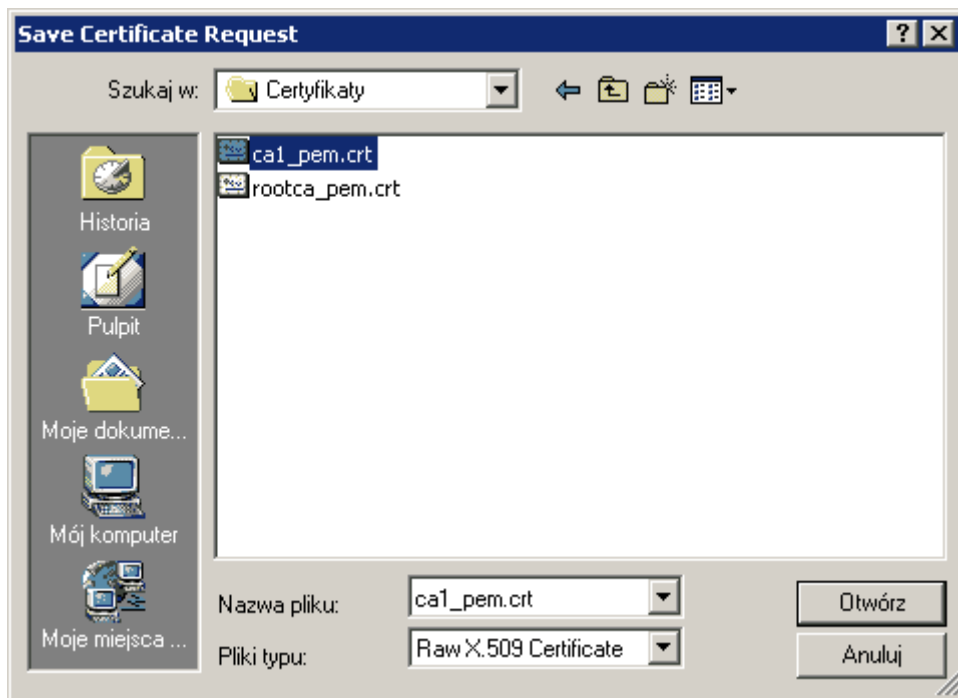 Save Certificate Request
Szukaj w: Certyfikaty
ca1_pem.crt
rootca_pem.crt
Historia
Pulpit
Moje dokume...
Mój komputer
Moje miejsca ...
Nazwa pliku: ca1_pem.crt Otwórz
Pliki typu: Raw X.509 Certificate Anuluj